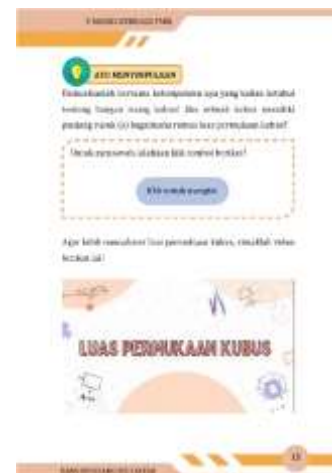 AYO MENYIMPULKAN
bersama kelompokmu apa yang kalian ketahui
tentang bangun ruang kubus? Jika sebuah kubus memiliki
panjang rusuk (s) bagaimana rumus luas permukaan kubus?
Untuk menjawab silahkan klik tombol berikut!
Klik untuk mengisi
Agar lebih memahami luas permukaan kubus, simaklah video
berikut ini!
LUAS PERMUKAAN KUBUS